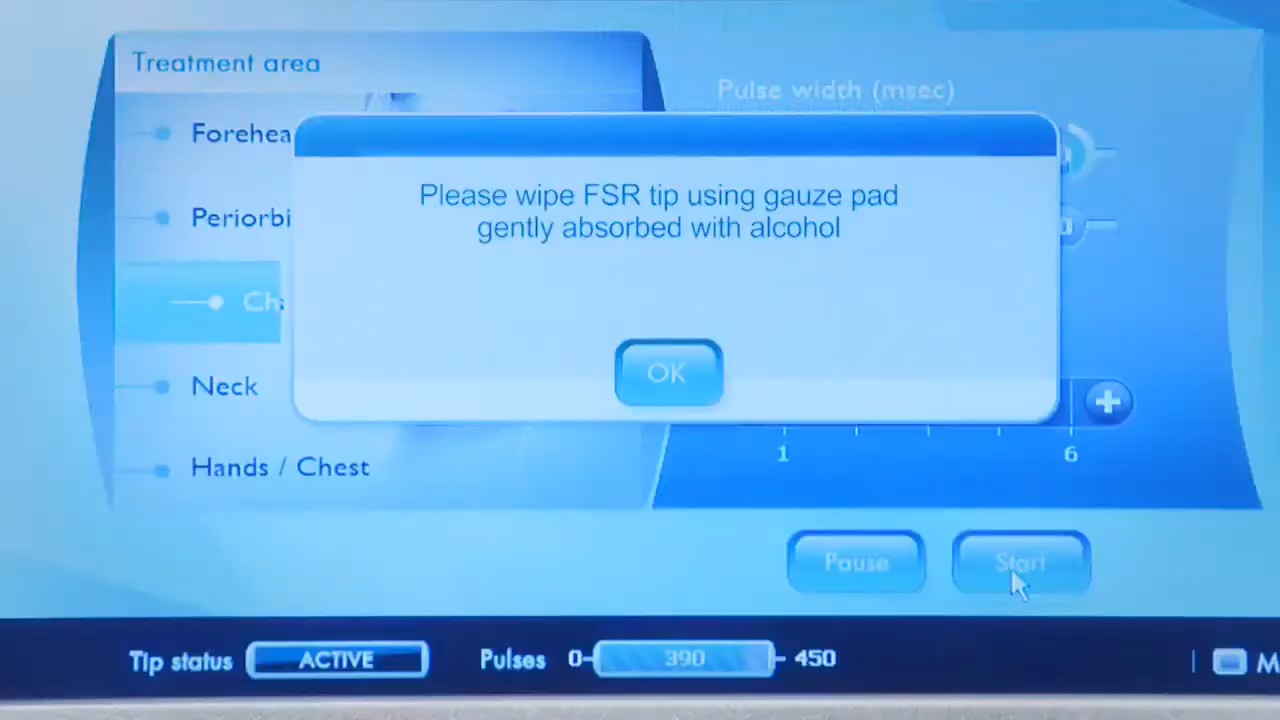 Treatment area
Pulse width (msec)
Please wipe FSR tip using gauze pad
gently absorbed with alcohol
OK
Neck
Hands / Chest
1 6
Pause Start
Tip status ACTIVE Pulses 0 390 450